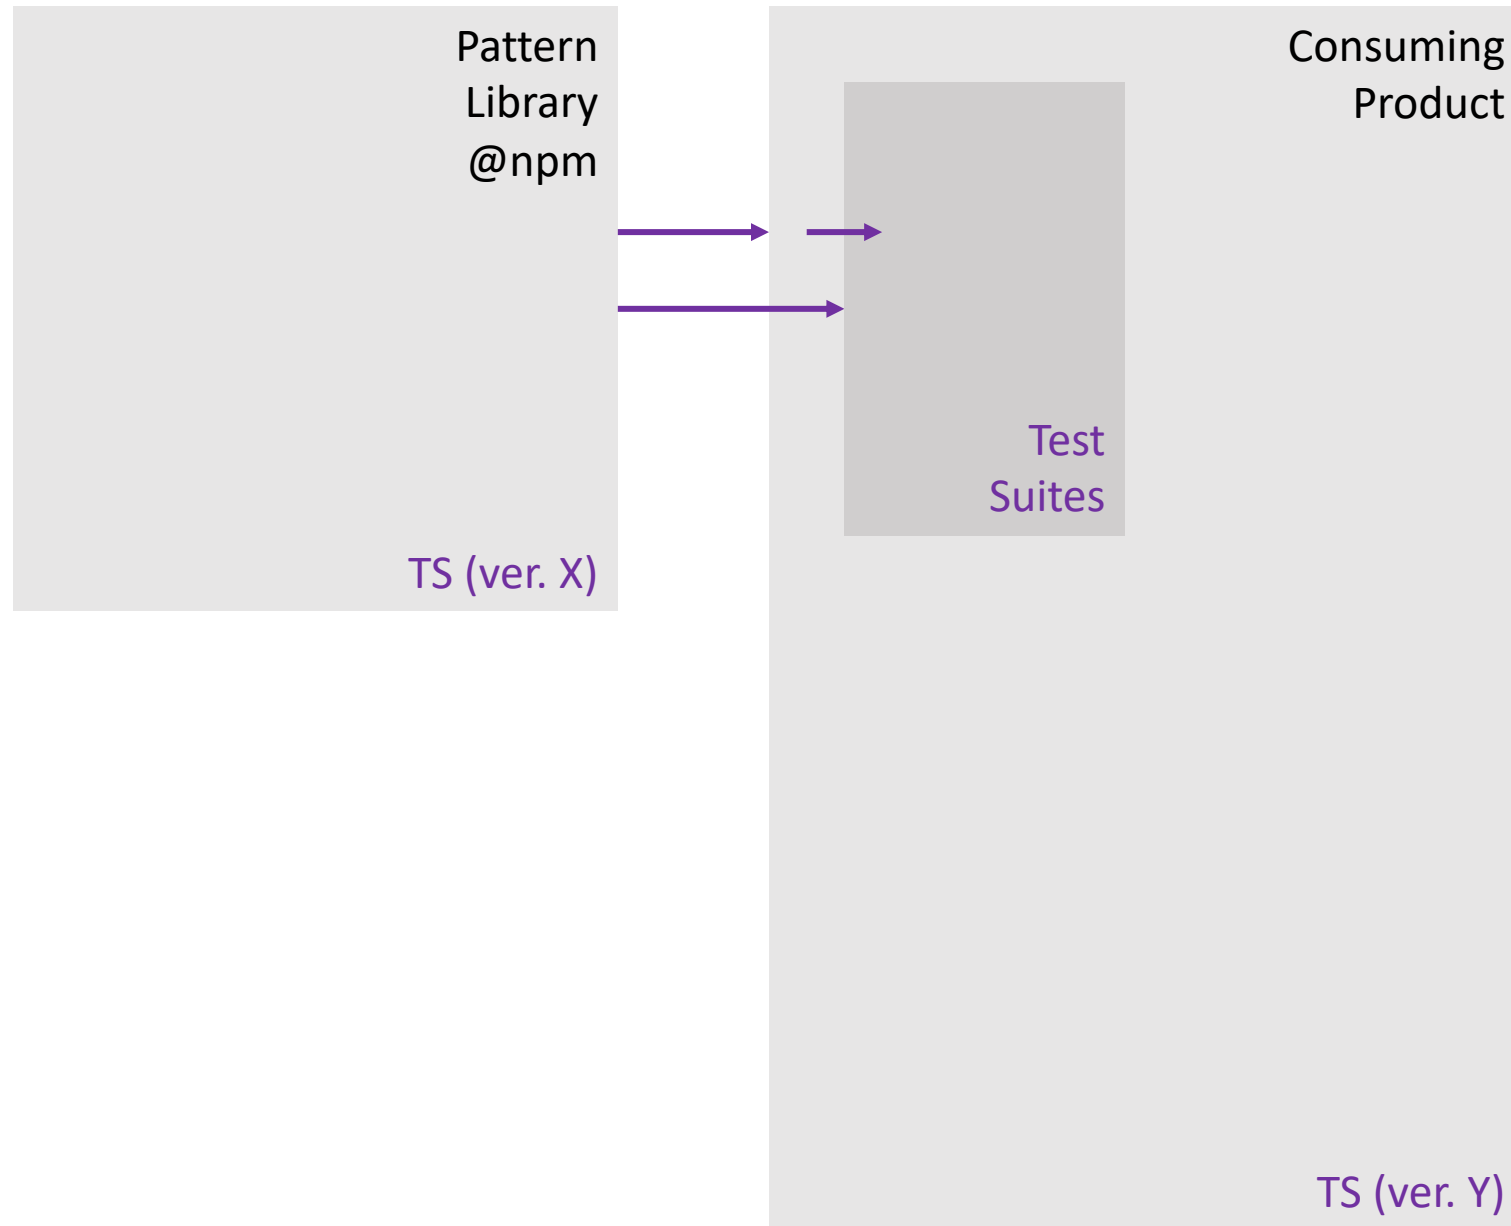 Pattern
Library
@npm
TS (ver. X)
Consuming
Product
Test
Suites
TS (ver. Y)